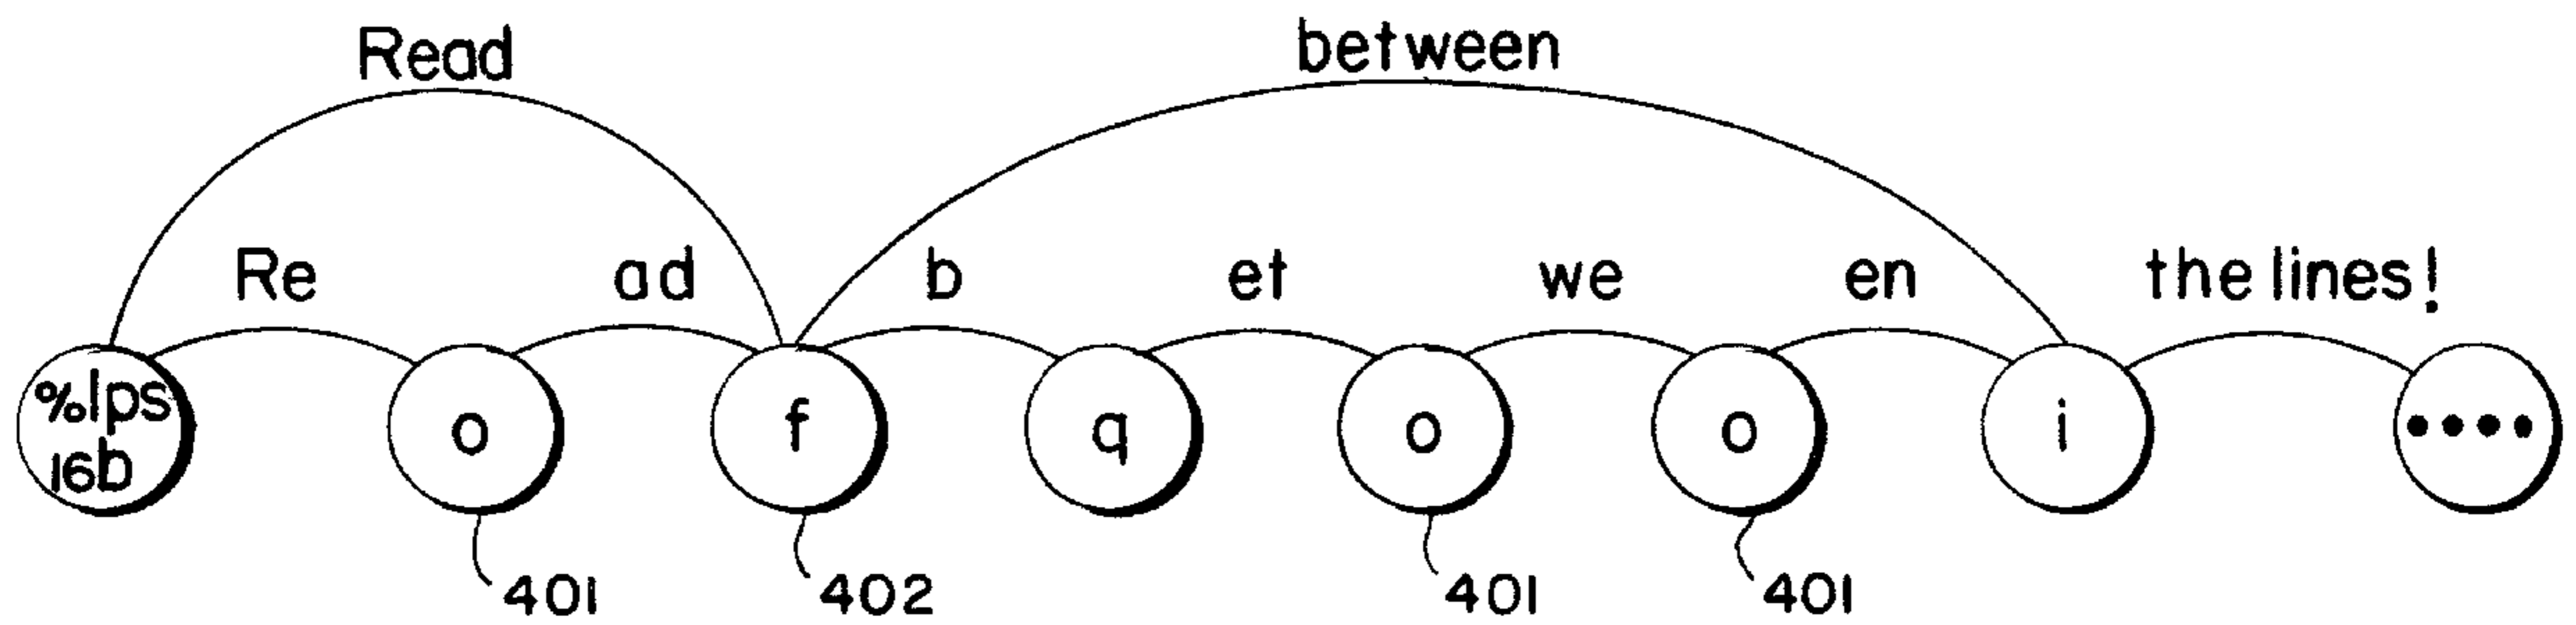 Read between
Re ad b et we en the lines!
%lps o f q o o i ••••
16b
401 402 401 401